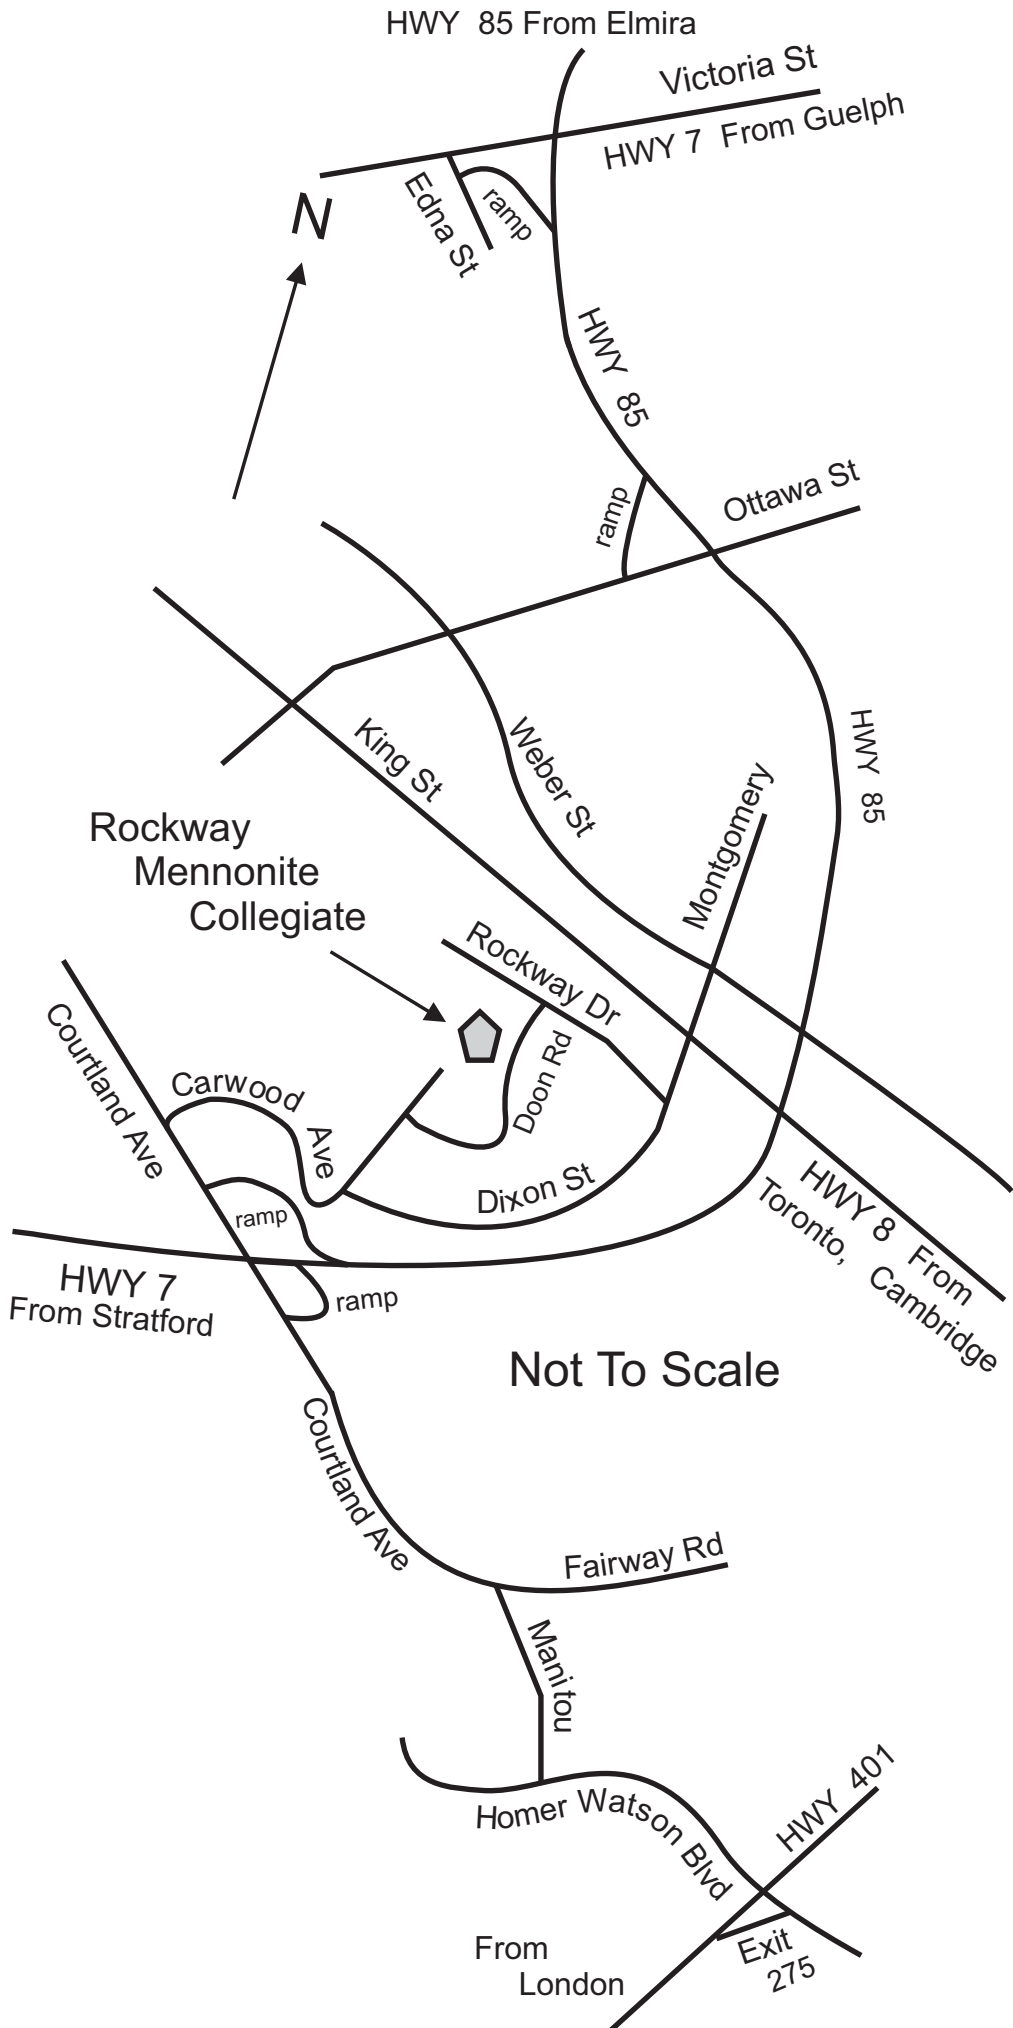 HWY 85 From Elmira
Victoria St
HWY 7 From Guelph
N
Edna St
ramp
HWY 85
Ottawa St
ramp
King St
Weber St
HWY 85
Montgomery
Rockway
Mennonite
Collegiate
Rockway Dr
Courtland Ave
Doon Rd
Carwood
Ave
Dixon St
HWY 8 From
Toronto, Cambridge
ramp
HWY 7
From Stratford
ramp
Not To Scale
Courtland Ave
Fairway Rd
Manitou
HWY 401
Homer Watson Blvd
Exit
275
From
London